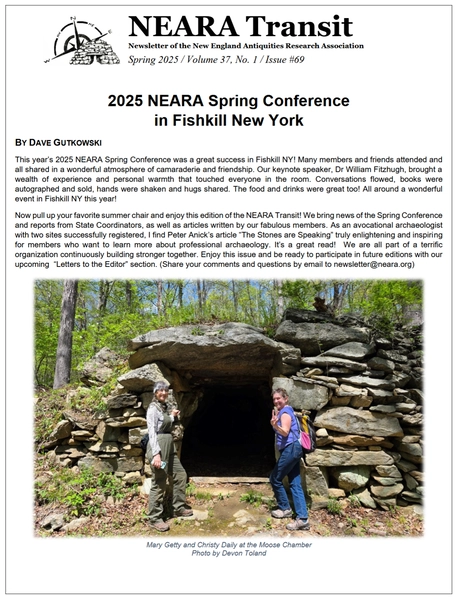 NEARA Transit
Newsletter of the New England Antiquities Research Association
Spring 2025 / Volume 37, No. 1 / Issue #69
2025 NEARA Spring Conference
in Fishkill New York
BY DAVE GUTKOWSKI
This year's 2025 NEARA Spring Conference was a great success in Fishkill NY! Many members and friends attended and
all shared in a wonderful atmosphere of camaraderie and friendship. Our keynote speaker, Dr William Fitzhugh, brought a
wealth of experience and personal warmth that touched everyone in the room. Conversations flowed, books were
autographed and sold, hands were shaken and hugs shared. The food and drinks were great too! All around a wonderful
event in Fishkill NY this year!
Now pull up your favorite summer chair and enjoy this edition of the NEARA Transit! We bring news of the Spring Conference
and reports from State Coordinators, as well as articles written by our fabulous members. As an avocational archaeologist
with two sites successfully registered, I find Peter Anick's article "The Stones are Speaking" truly enlightening and inspiring
for members who want to learn more about professional archaeology. It's a great read! We are all part of a terrific
organization continuously building stronger together. Enjoy this issue and be ready to participate in future editions with our
upcoming "Letters to the Editor" section. (Share your comments and questions by email to newsletter@neara.org)
Mary Getty and Christy Daily at the Moose Chamber
Photo by Devon Toland